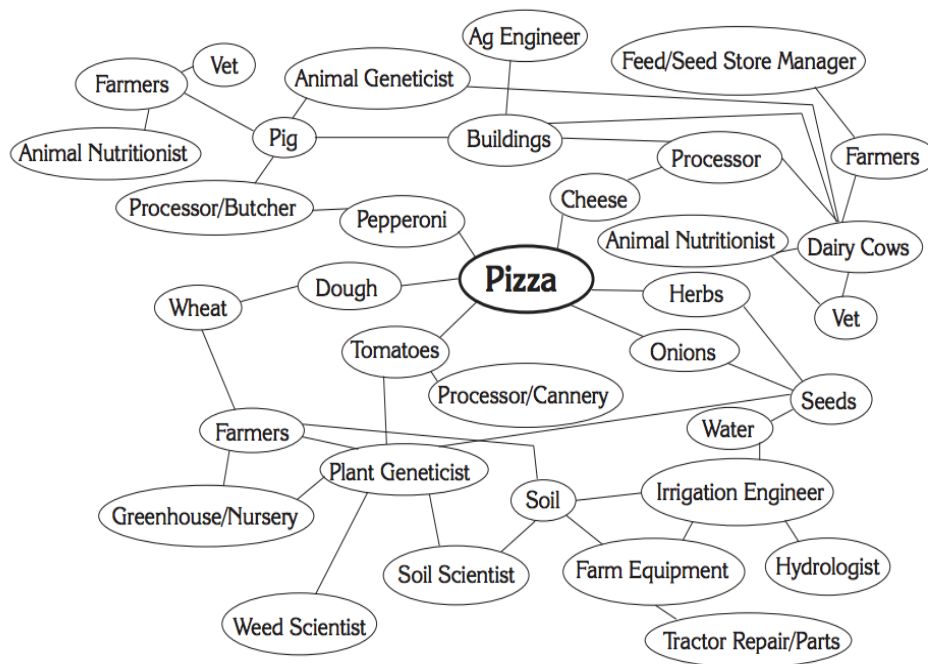 Ag Engineer
Vet
Feed/Seed Store Manager
Farmers
Animal Geneticist
Pig
Buildings
Animal Nutritionist
Processor
Farmers
Processor/Butcher
Cheese
Pepperoni
Animal Nutritionist
Dairy Cows
Pizza
Dough
Herbs
Wheat
Vet
Tomatoes
Onions
Processor/Cannery
Seeds
Farmers
Water
Plant Geneticist
Irrigation Engineer
Soil
Greenhouse/Nursery
Soil Scientist
Farm Equipment
Hydrologist
Weed Scientist
Tractor Repair/Parts